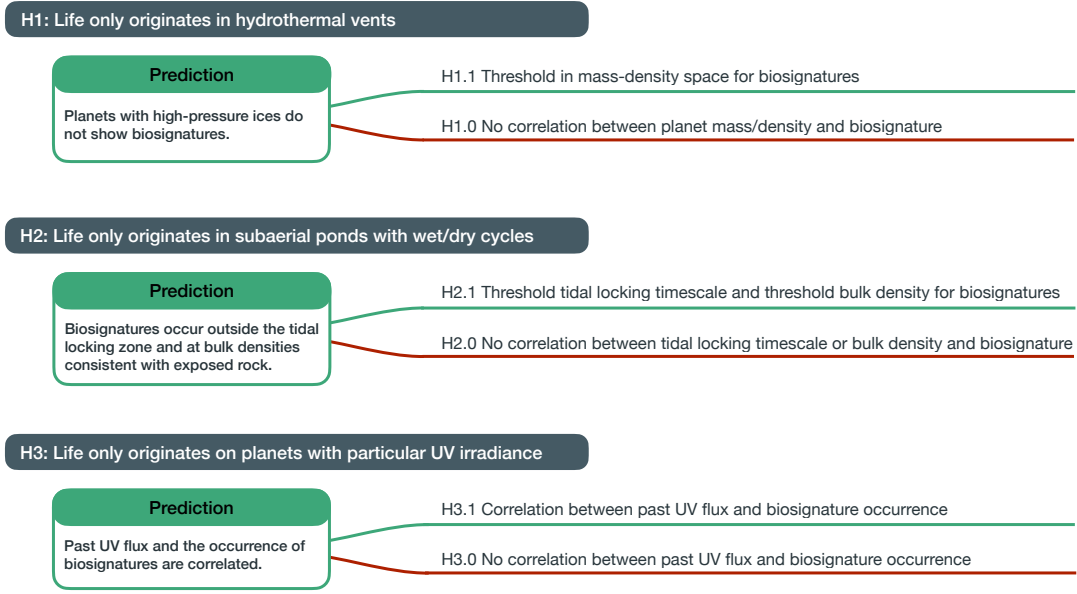 H1: Life only originates in hydrothermal vents
Prediction
Planets with high-pressure ices do
not show biosignatures.
H1.1 Threshold in mass-density space for biosignatures
H1.0 No correlation between planet mass/density and biosignature
H2: Life only originates in subaerial ponds with wet/dry cycles
Prediction
Biosignatures occur outside the tidal
locking zone and at bulk densities
consistent with exposed rock.
H2.1 Threshold tidal locking timescale and threshold bulk density for biosignatures
H2.0 No correlation between tidal locking timescale or bulk density and biosignature
H3: Life only originates on planets with particular UV irradiance
Prediction
Past UV flux and the occurrence of
biosignatures are correlated.
H3.1 Correlation between past UV flux and biosignature occurrence
H3.0 No correlation between past UV flux and biosignature occurrence